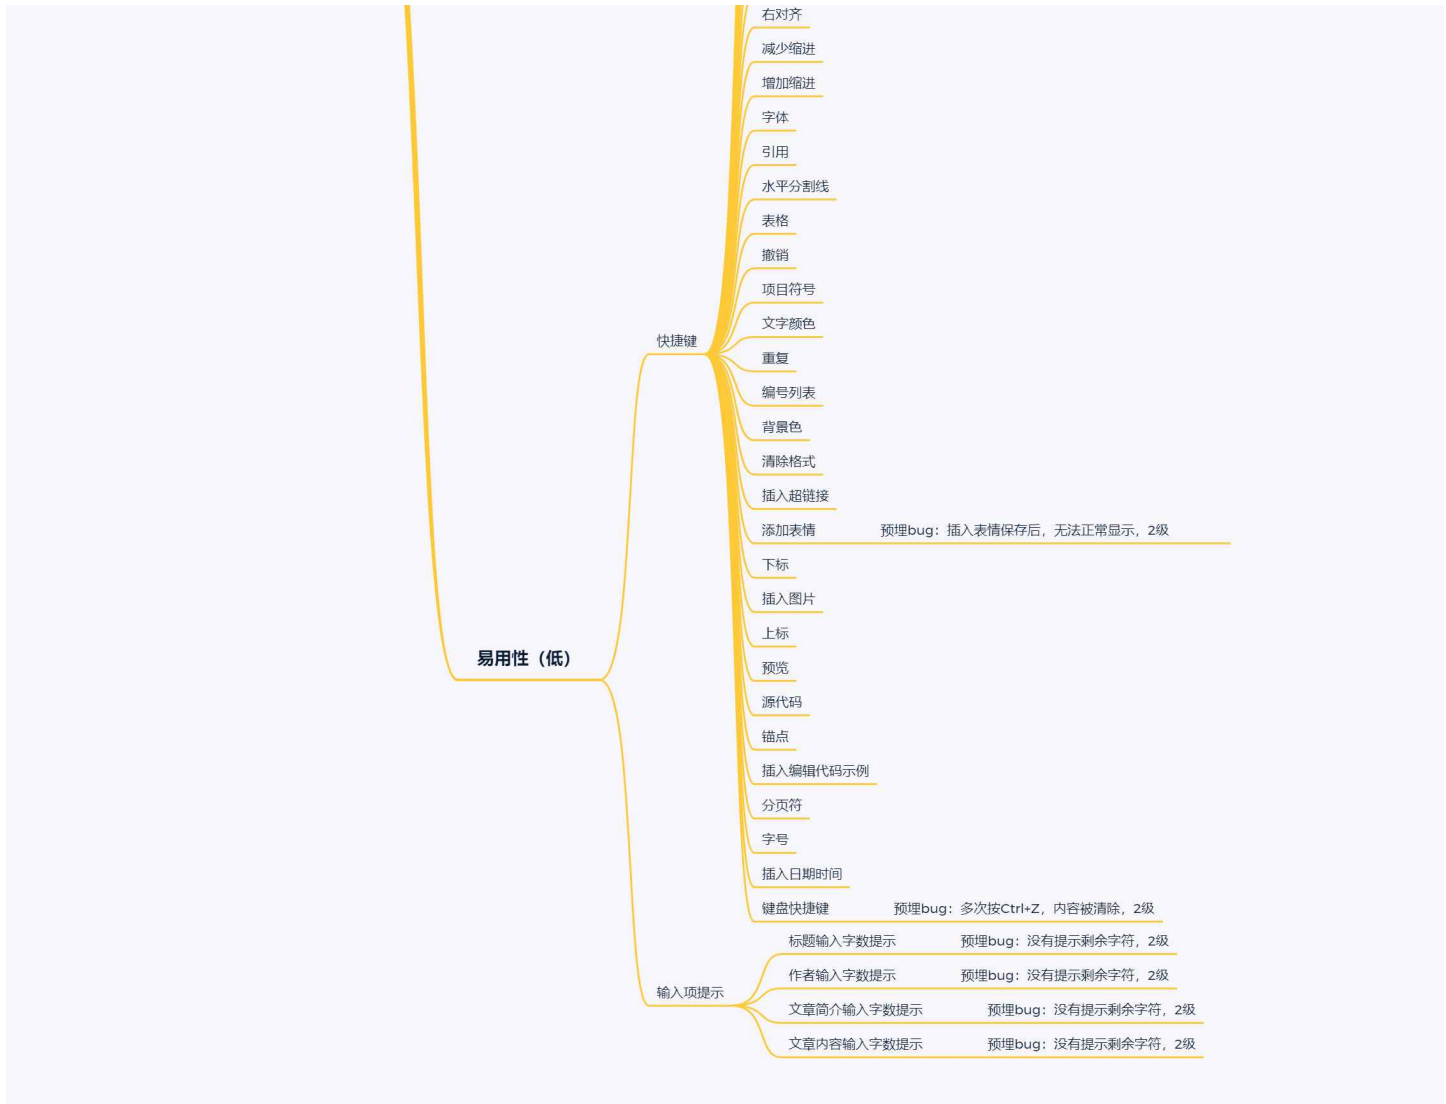 右对齐
减少缩进
增加缩进
字体
引用
水平分割线
表格
撤销
项目符号
文字颜色
快捷键
重复
编号列表
背景色
清除格式
插入超链接
添加表情 预埋bug：插入表情保存后，无法正常显示，2级
下标
插入图片
上标
易用性（低）
预览
源代码
锚点
插入编辑代码示例
分页符
字号
插入日期时间
键盘快捷键 预埋bug：多次按Ctrl+Z，内容被清除，2级
标题输入字数提示 预埋bug：没有提示剩余字符，2级
作者输入字数提示 预埋bug：没有提示剩余字符，2级
输入项提示
文章简介输入字数提示 预埋bug：没有提示剩余字符，2级
文章内容输入字数提示 预埋bug：没有提示剩余字符，2级